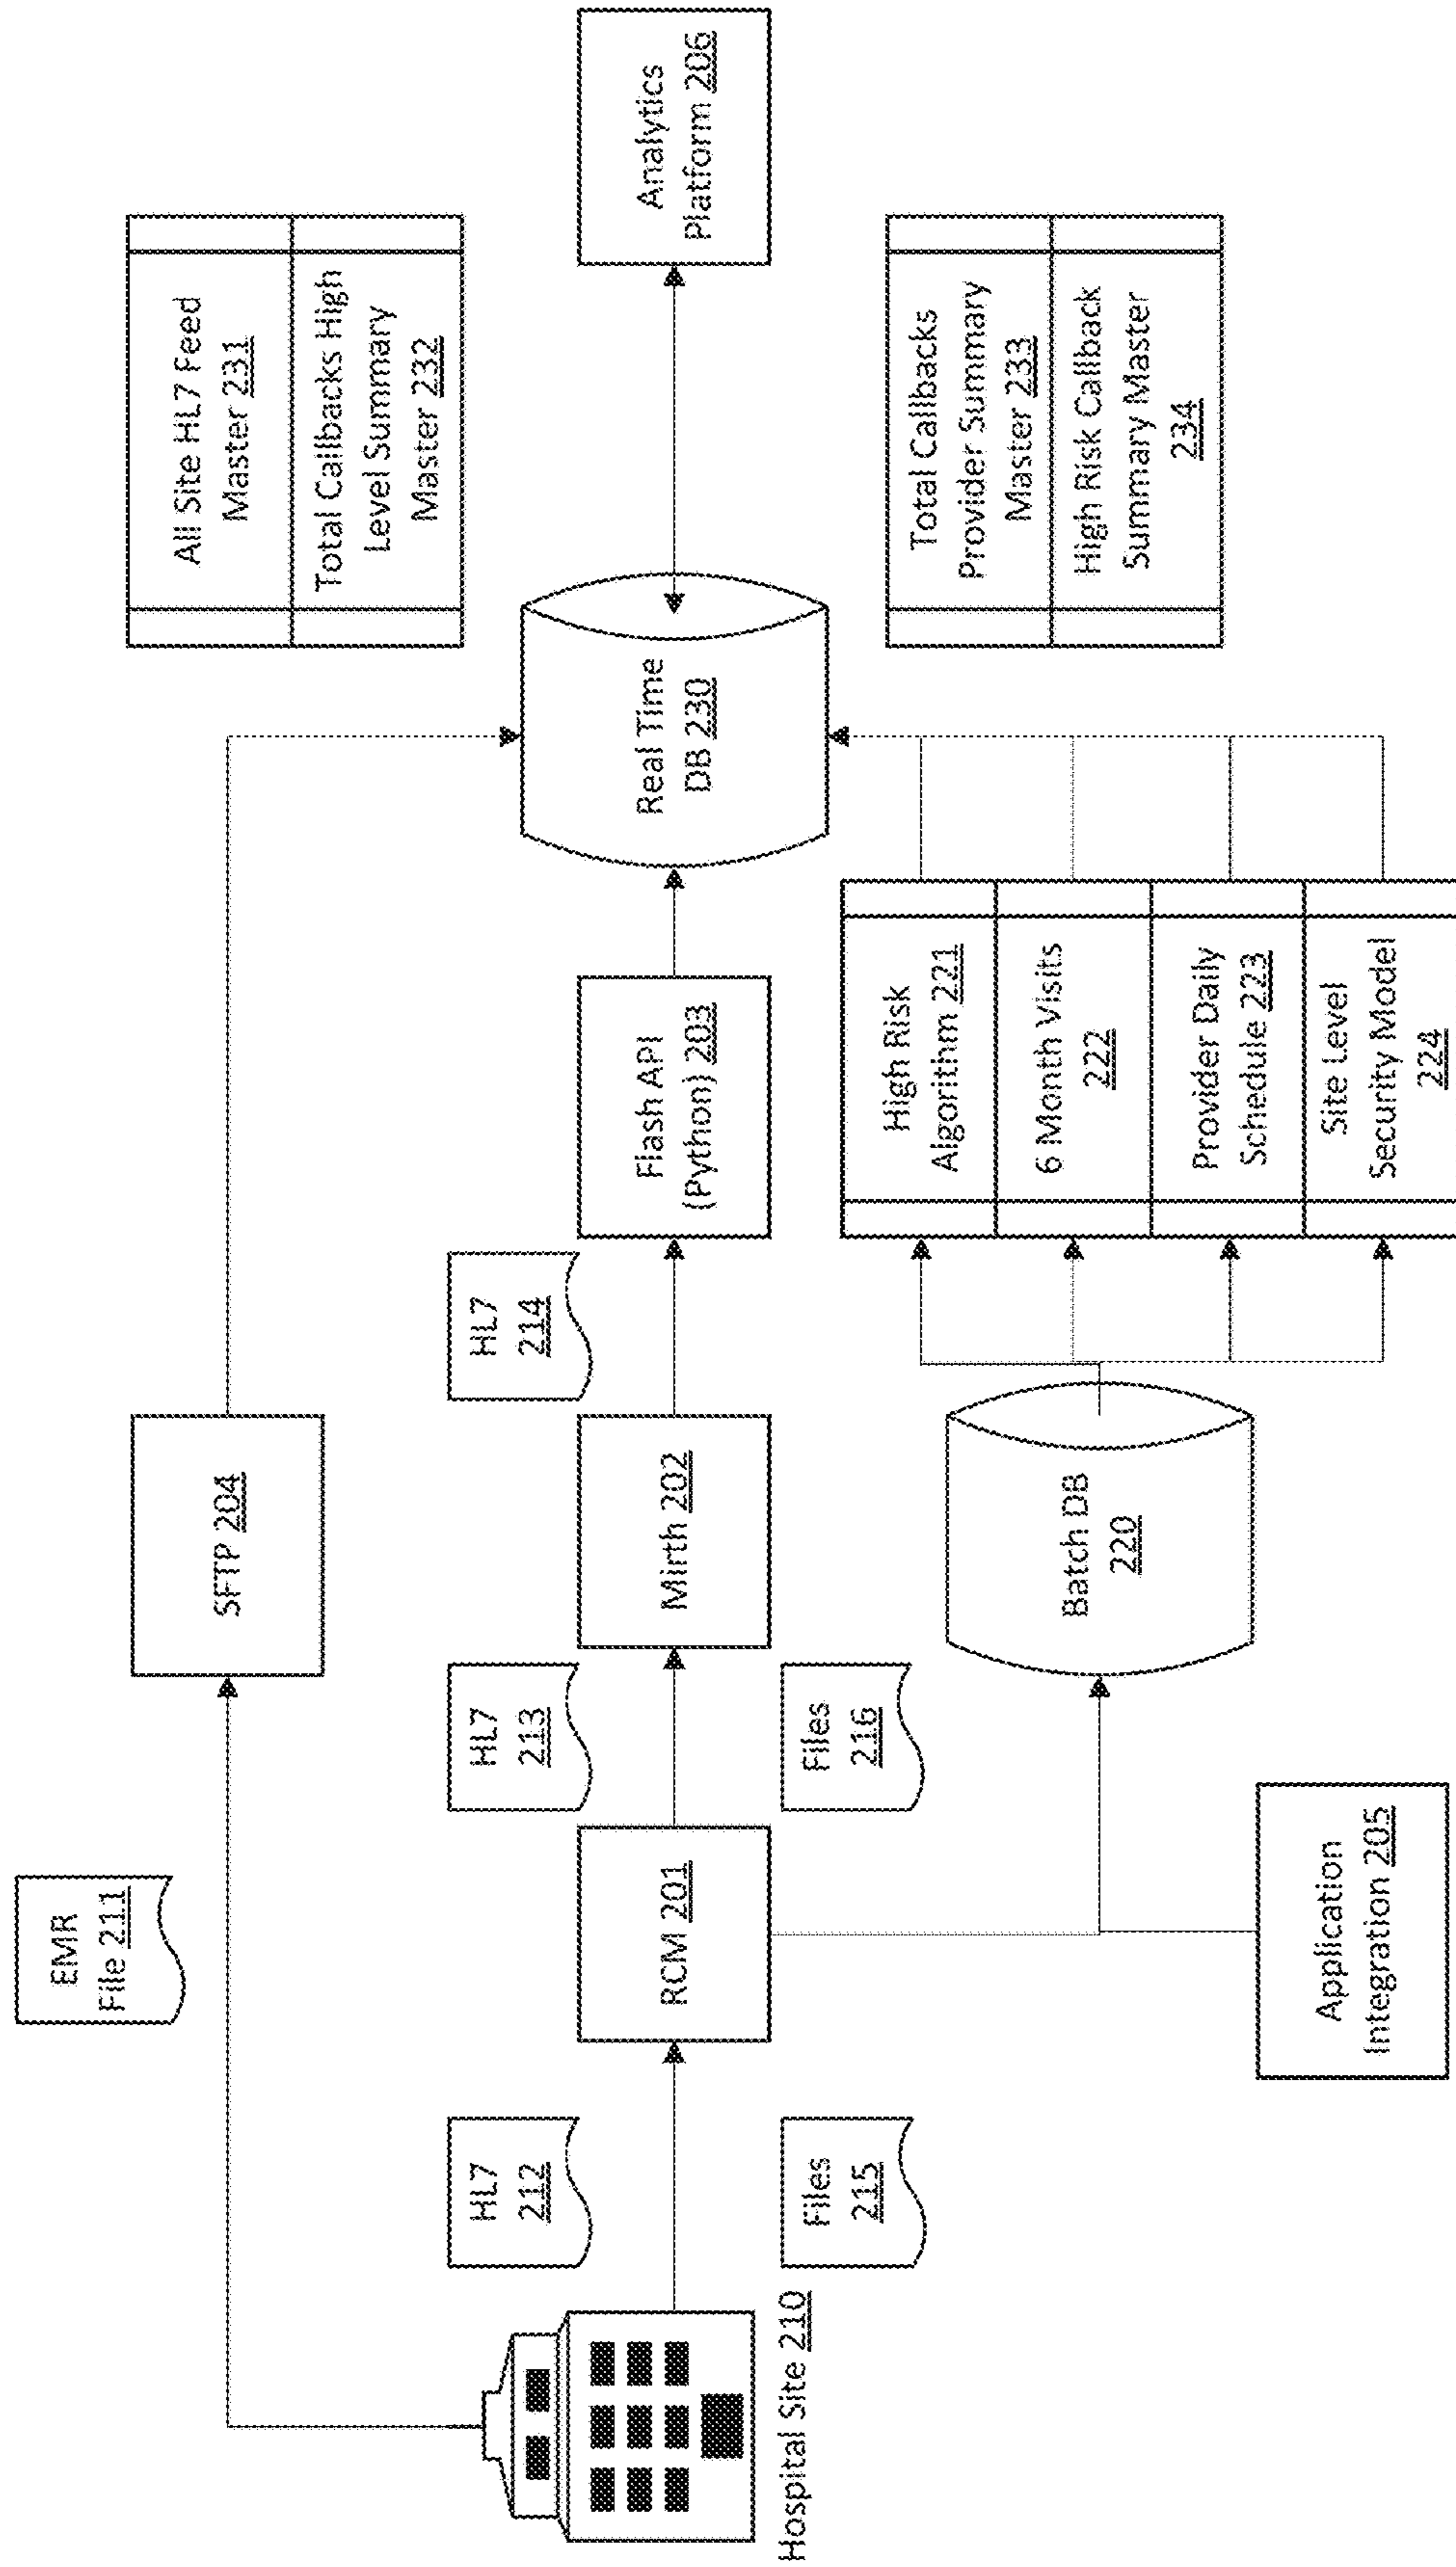 EMR
File 211
SFTP 204
All Site HL7 Feed
Master 231
Total Callbacks High
Level Summary
Master 232
HL7
212
HL7
213
HL7
214
Hospital Site 210
RCM 201
Mirth 202
Flash API
(Python) 203
Real Time
DB 230
Analytics
Platform 206
Files
215
Files
216
Batch DB
220
High Risk
Algorithm 221
6 Month Visits
222
Provider Daily
Schedule 223
Site Level
Security Model
224
Total Callbacks
Provider Summary
Master 233
High Risk Callback
Summary Master
234
Application
Integration 205